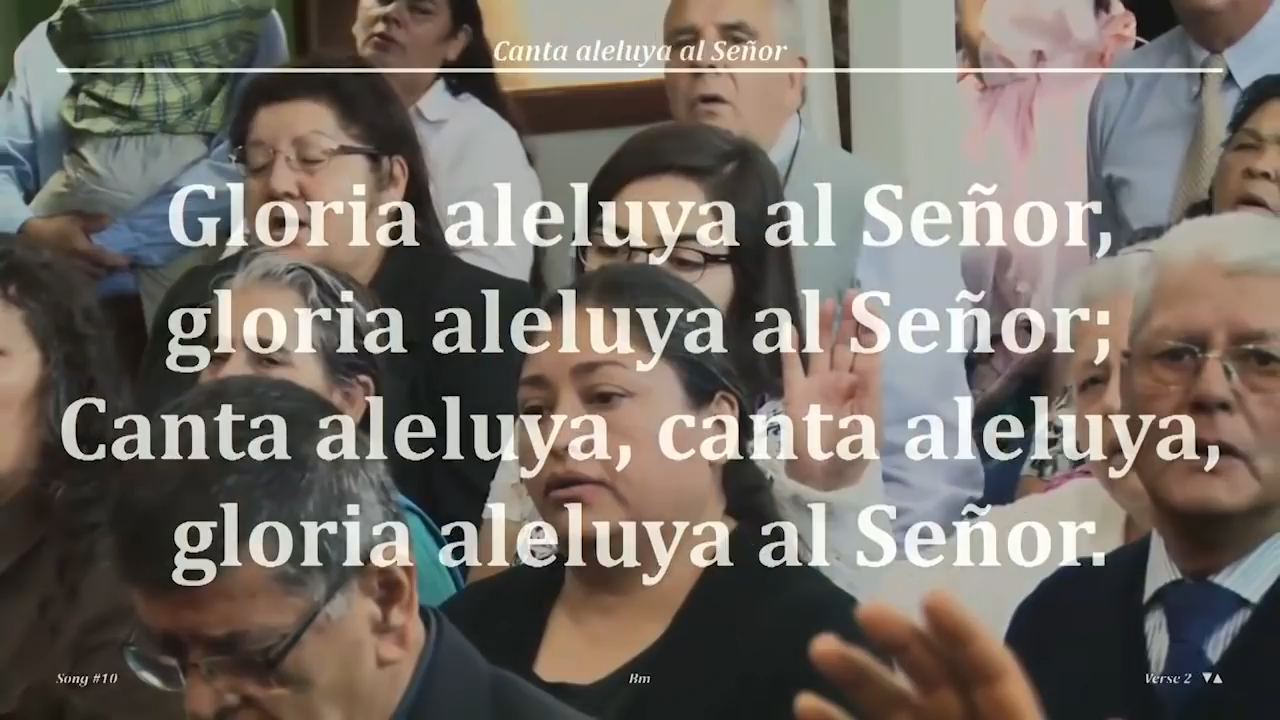 Canta aleluya al Señor
Gloria aleluya al Señor,
gloria aleluya al Señor;
Canta aleluya, canta aleluya,
gloria aleluya al Señor.
Song #10
Bm
Verse 2 ▼▲